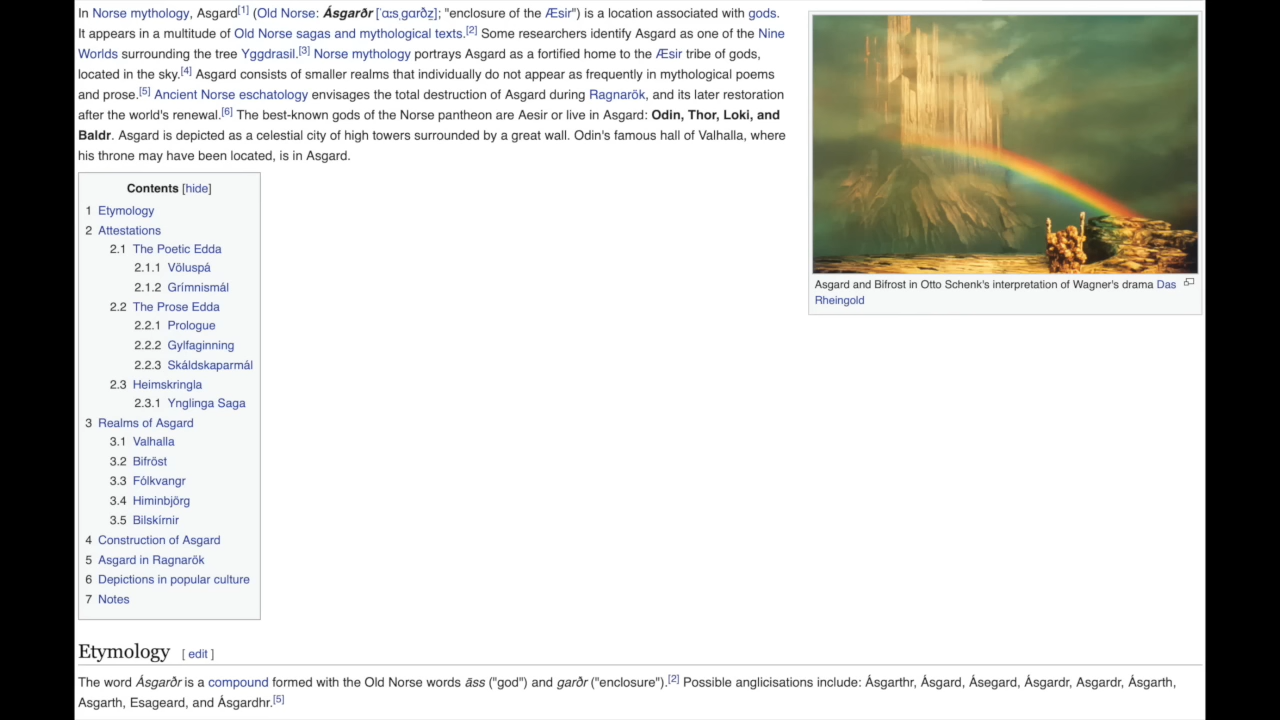 In Norse mythology, Asgard[1] (Old Norse: Ásgarðr [ˈɑːsˌɡɑrðz̠]; "enclosure of the Æsir") is a location associated with gods.
It appears in a multitude of Old Norse sagas and mythological texts.[2] Some researchers identify Asgard as one of the Nine
Worlds surrounding the tree Yggdrasil.[3] Norse mythology portrays Asgard as a fortified home to the Æsir tribe of gods,
located in the sky.[4] Asgard consists of smaller realms that individually do not appear as frequently in mythological poems
and prose.[5] Ancient Norse eschatology envisages the total destruction of Asgard during Ragnarök, and its later restoration
after the world's renewal.[6] The best-known gods of the Norse pantheon are Aesir or live in Asgard: Odin, Thor, Loki, and
Baldr. Asgard is depicted as a celestial city of high towers surrounded by a great wall. Odin's famous hall of Valhalla, where
his throne may have been located, is in Asgard.
Asgard and Bifrost in Otto Schenk's interpretation of Wagner's drama Das
Rheingold
Contents [hide]
1 Etymology
2 Attestations
2.1 The Poetic Edda
2.1.1 Völuspá
2.1.2 Grímnismál
2.2 The Prose Edda
2.2.1 Prologue
2.2.2 Gylfaginning
2.2.3 Skáldskaparmál
2.3 Heimskringla
2.3.1 Ynglinga Saga
3 Realms of Asgard
3.1 Valhalla
3.2 Bifröst
3.3 Fólkvangr
3.4 Himinbjörg
3.5 Bilskírnir
4 Construction of Asgard
5 Asgard in Ragnarök
6 Depictions in popular culture
7 Notes
Etymology [ edit ]
The word Ásgarðr is a compound formed with the Old Norse words āss ("god") and garðr ("enclosure").[2] Possible anglicisations include: Ásgarthr, Ásgard, Ásegard, Ásgardr, Asgardr, Ásgarth,
Asgarth, Esageard, and Ásgardhr.[5]